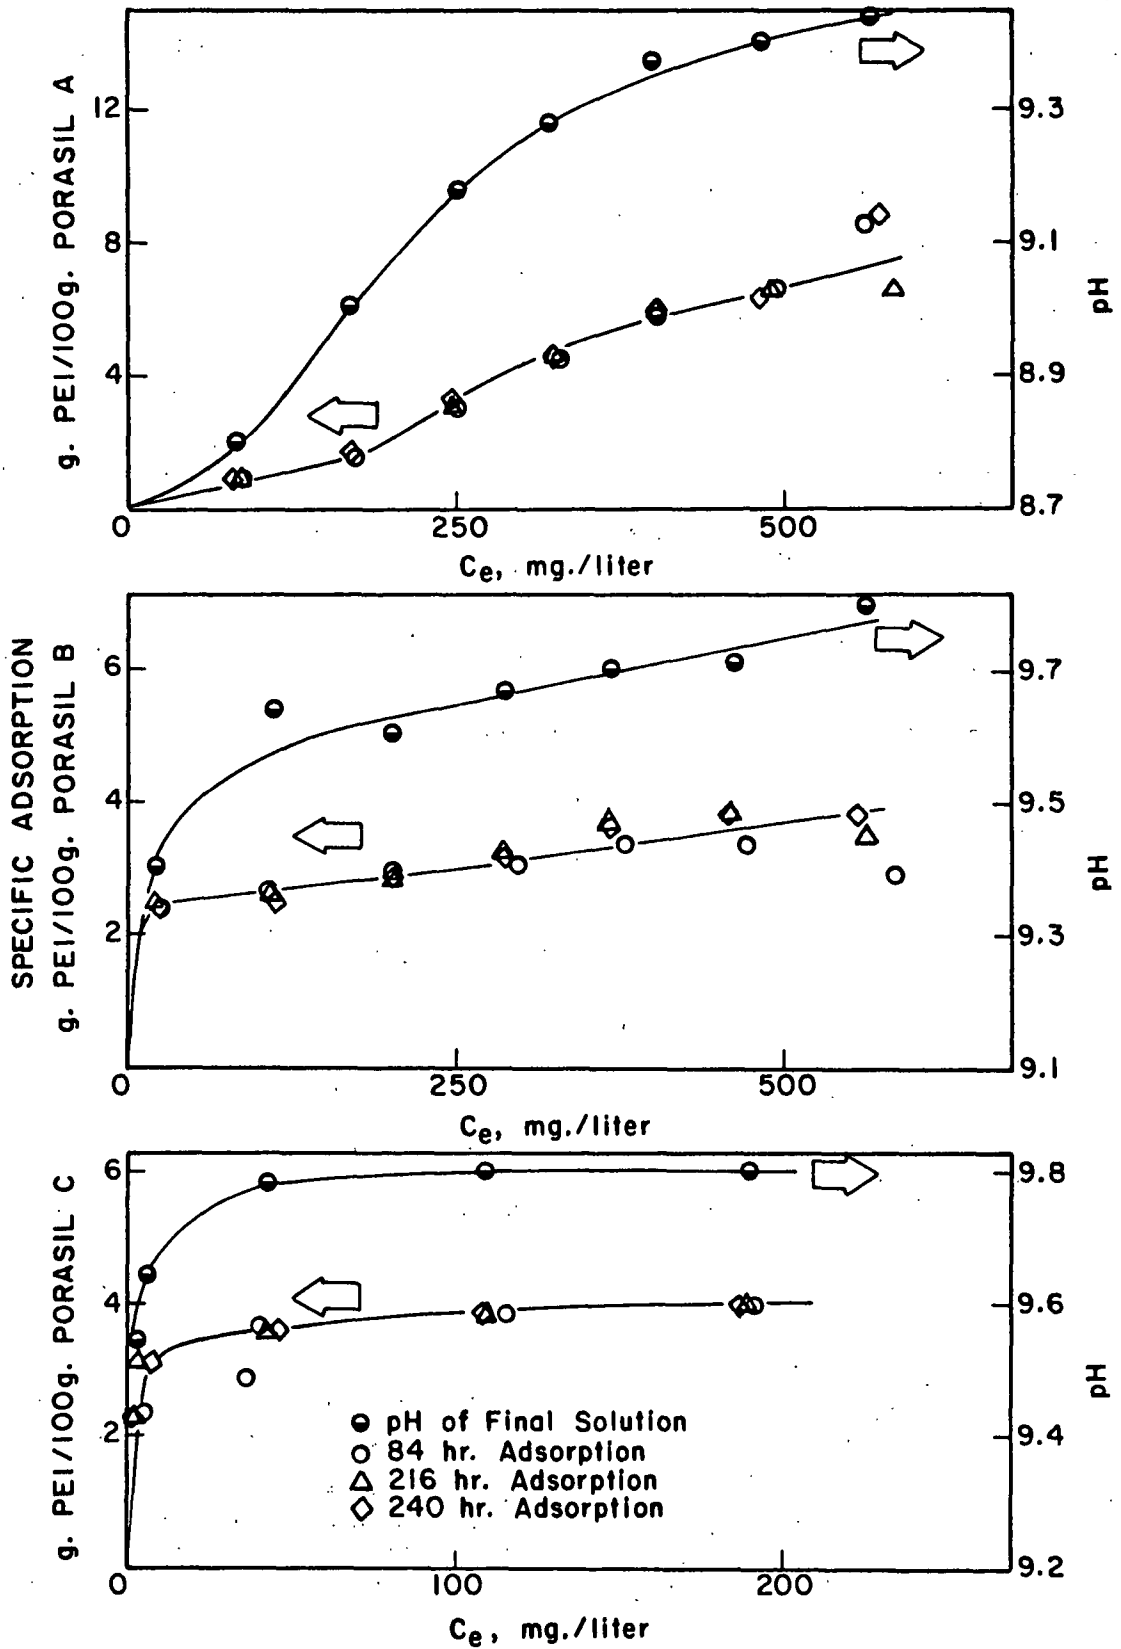 g. PEI/100g. PORASIL A
12
8
4
9.3
9.1
8.9
8.7
pH
0 250 500
Ce, mg./liter
SPECIFIC ADSORPTION
g. PEI/100g. PORASIL B
6
4
2
9.7
9.5
9.3
9.1
pH
0 250 500
Ce, mg./liter
g. PEI/100g. PORASIL C
6
4
2
9.8
9.6
9.4
9.2
pH
pH of Final Solution
84 hr. Adsorption
216 hr. Adsorption
240 hr. Adsorption
0 100 200
Ce, mg./liter